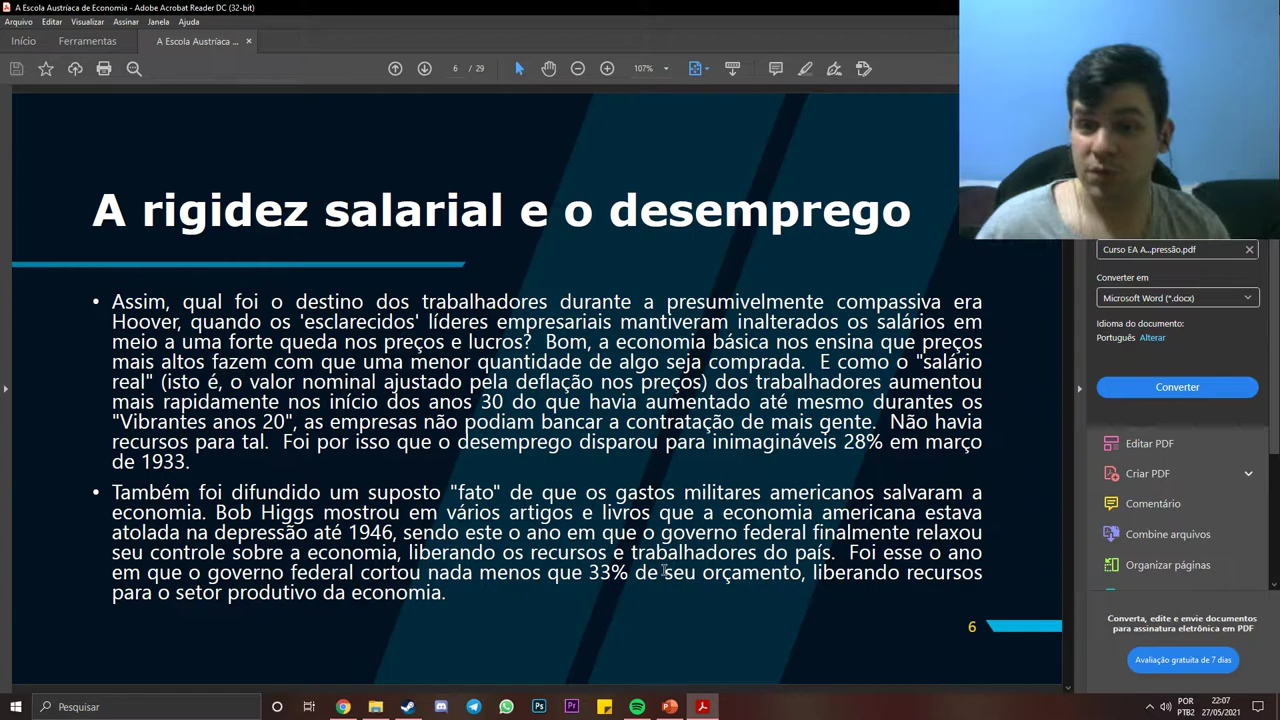 A Escola Austríaca de Economia - Adobe Acrobat Reader DC (32-bit)
Arquivo Editar Visualizar Assinar Janela Ajuda
Início Ferramentas A Escola Austríaca ... ×
6 / 29 107%
A rigidez salarial e o desemprego
• Assim, qual foi o destino dos trabalhadores durante a presumivelmente compassiva era
Hoover, quando os 'esclarecidos' líderes empresariais mantiveram inalterados os salários em
meio a uma forte queda nos preços e lucros? Bom, a economia básica nos ensina que preços
mais altos fazem com que uma menor quantidade de algo seja comprada. E como o "salário
real" (isto é, o valor nominal ajustado pela deflação nos preços) dos trabalhadores aumentou
mais rapidamente nos início dos anos 30 do que havia aumentado até mesmo durantes os
"Vibrantes anos 20", as empresas não podiam bancar a contratação de mais gente. Não havia
recursos para tal. Foi por isso que o desemprego disparou para inimagináveis 28% em março
de 1933.
• Também foi difundido um suposto "fato" de que os gastos militares americanos salvaram a
economia. Bob Higgs mostrou em vários artigos e livros que a economia americana estava
atolada na depressão até 1946, sendo este o ano em que o governo federal finalmente relaxou
seu controle sobre a economia, liberando os recursos e trabalhadores do país. Foi esse o ano
em que o governo federal cortou nada menos que 33% de seu orçamento, liberando recursos
para o setor produtivo da economia.
6
Curso EA A...pressão.pdf
Converter em
Microsoft Word (*.docx)
Idioma do documento:
Português Alterar
Converter
Editar PDF
Criar PDF
Comentário
Combine arquivos
Organizar páginas
Converta, edite e envie documentos
para assinatura eletrônica em PDF
Avaliação gratuita de 7 dias
Pesquisar
Ps
Pr
POR
PTB2
22:07
27/05/2021